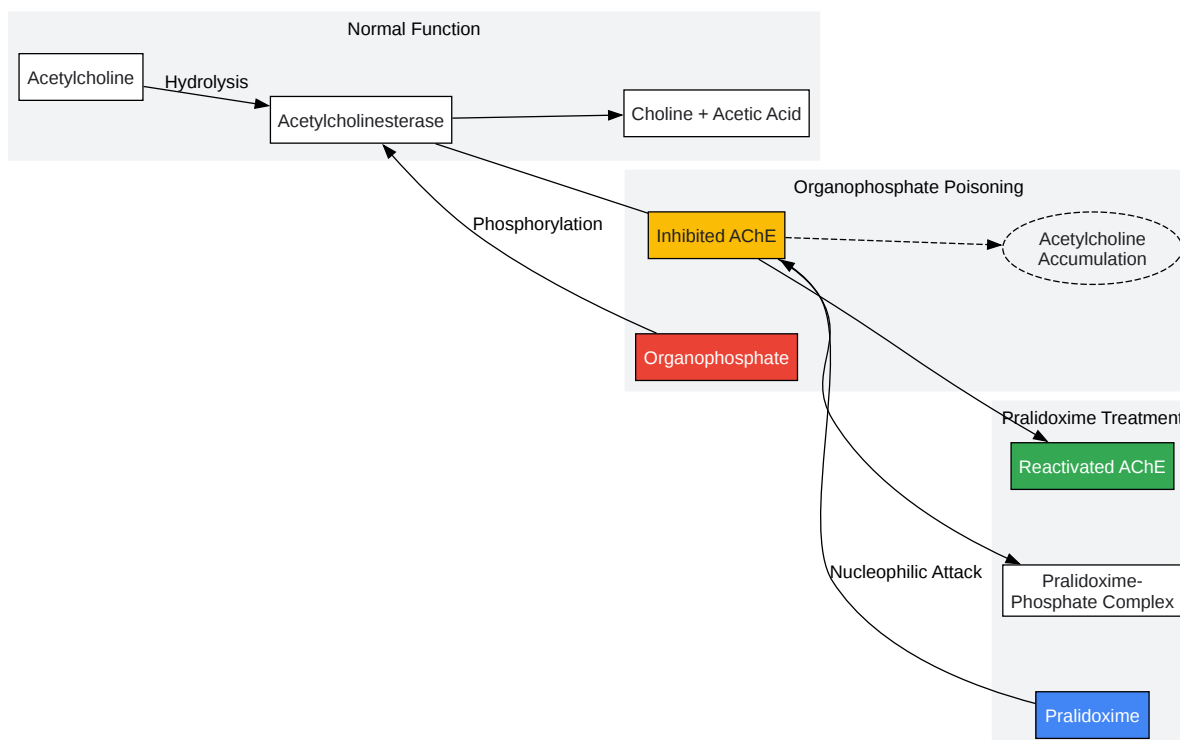 Normal Function
Acetylcholine
Hydrolysis
Acetylcholinesterase
Choline + Acetic Acid
Organophosphate Poisoning
Phosphorylation
Inhibited AChE
Acetylcholine
Accumulation
Organophosphate
Pralidoxime Treatment
Reactivated AChE
Nucleophilic Attack
Pralidoxime-
Phosphate Complex
Pralidoxime